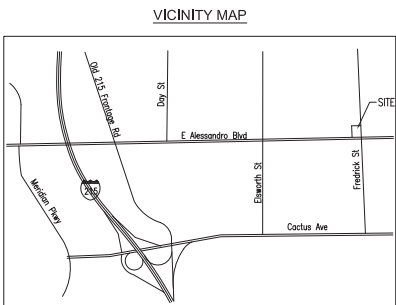 VICINITY MAP
Old 215 Frontage Rd
Day St
SITE
E Alessandro Blvd
Meridian Pkwy
215
Elsworth St
Fredrick St
Cactus Ave